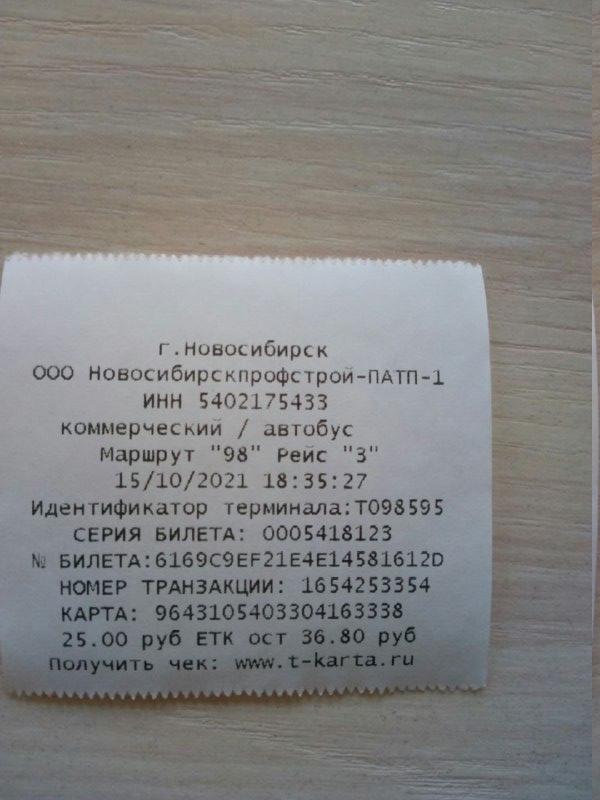 г.Новосибирск
ООО Новосибирскпрофстрой-ПАТП-1
ИНН 5402175433
коммерческий / автобус
Маршрут "98" Рейс "3"
15/10/2021 18:35:27
Идентификатор терминала:T098595
СЕРИЯ БИЛЕТА: 0005418123
№ БИЛЕТА:6169C9EF21E4E14581612D
НОМЕР ТРАНЗАКЦИИ: 1654253354
КАРТА: 9643105403304163338
25.00 руб ЕТК ост 36.80 руб
Получить чек: www.t-karta.ru